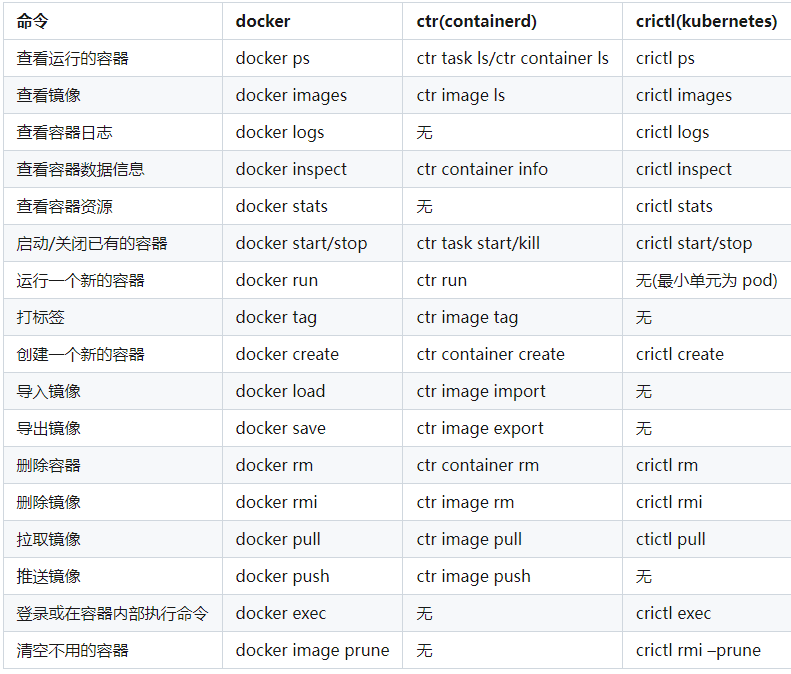 命令 docker ctr(containerd) crictl(kubernetes)
查看运行的容器 docker ps ctr task ls/ctr container ls crictl ps
查看镜像 docker images ctr image ls crictl images
查看容器日志 docker logs 无 crictl logs
查看容器数据信息 docker inspect ctr container info crictl inspect
查看容器资源 docker stats 无 crictl stats
启动/关闭已有的容器 docker start/stop ctr task start/kill crictl start/stop
运行一个新的容器 docker run ctr run 无(最小单元为 pod)
打标签 docker tag ctr image tag 无
创建一个新的容器 docker create ctr container create crictl create
导入镜像 docker load ctr image import 无
导出镜像 docker save ctr image export 无
删除容器 docker rm ctr container rm crictl rm
删除镜像 docker rmi ctr image rm crictl rmi
拉取镜像 docker pull ctr image pull ctictl pull
推送镜像 docker push ctr image push 无
登录或在容器内部执行命令 docker exec 无 crictl exec
清空不用的容器 docker image prune 无 crictl rmi –prune